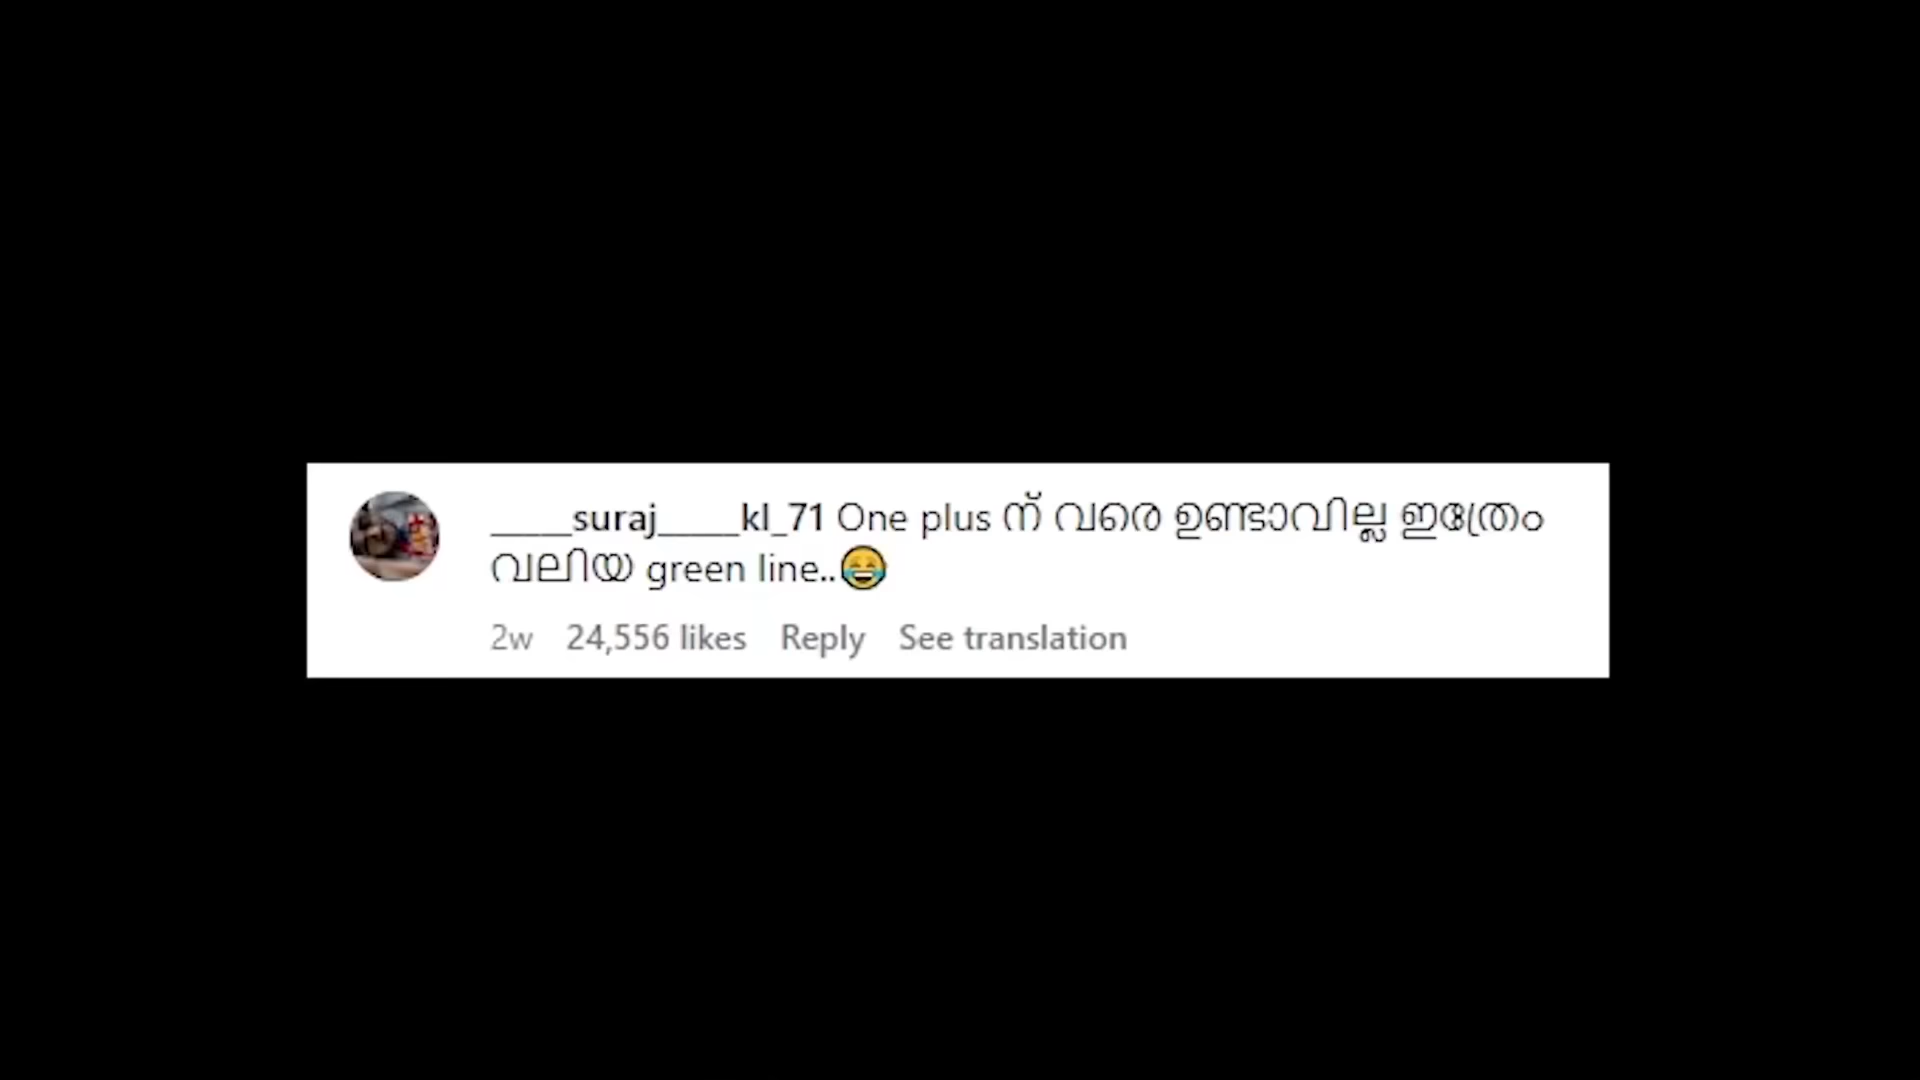 _____suraj_____kl_71 One plus ന് വരെ ഉണ്ടാവില്ല ഇത്രേം
വലിയ green line..😂
2w 24,556 likes Reply See translation